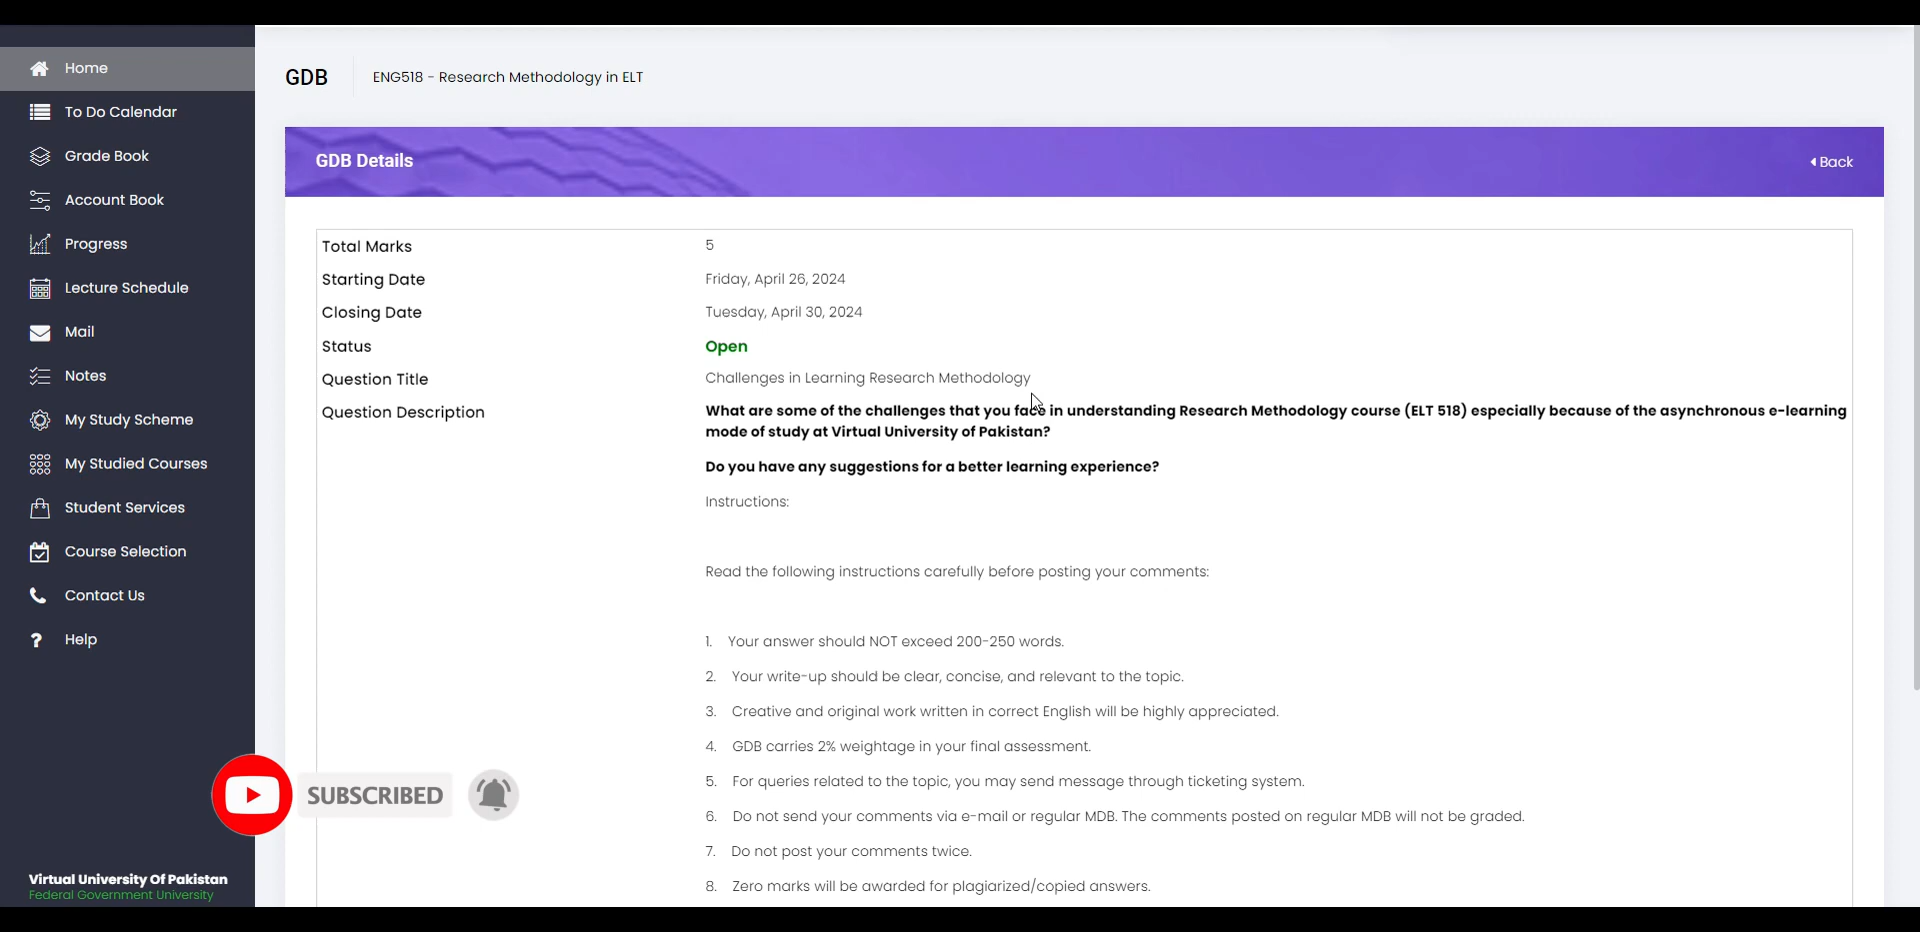 Home
To Do Calendar
Grade Book
Account Book
Progress
Lecture Schedule
Mail
Notes
My Study Scheme
My Studied Courses
Student Services
Course Selection
Contact Us
Help
Virtual University Of Pakistan
Federal Government University
GDB
ENG518 - Research Methodology in ELT
GDB Details
Back
Total Marks 5
Starting Date Friday, April 26, 2024
Closing Date Tuesday, April 30, 2024
Status Open
Question Title Challenges in Learning Research Methodology
Question Description What are some of the challenges that you face in understanding Research Methodology course (ELT 518) especially because of the asynchronous e-learning
mode of study at Virtual University of Pakistan?
Do you have any suggestions for a better learning experience?
Instructions:
Read the following instructions carefully before posting your comments:
1. Your answer should NOT exceed 200-250 words.
2. Your write-up should be clear, concise, and relevant to the topic.
3. Creative and original work written in correct English will be highly appreciated.
4. GDB carries 2% weightage in your final assessment.
5. For queries related to the topic, you may send message through ticketing system.
6. Do not send your comments via e-mail or regular MDB. The comments posted on regular MDB will not be graded.
7. Do not post your comments twice.
8. Zero marks will be awarded for plagiarized/copied answers.
SUBSCRIBED